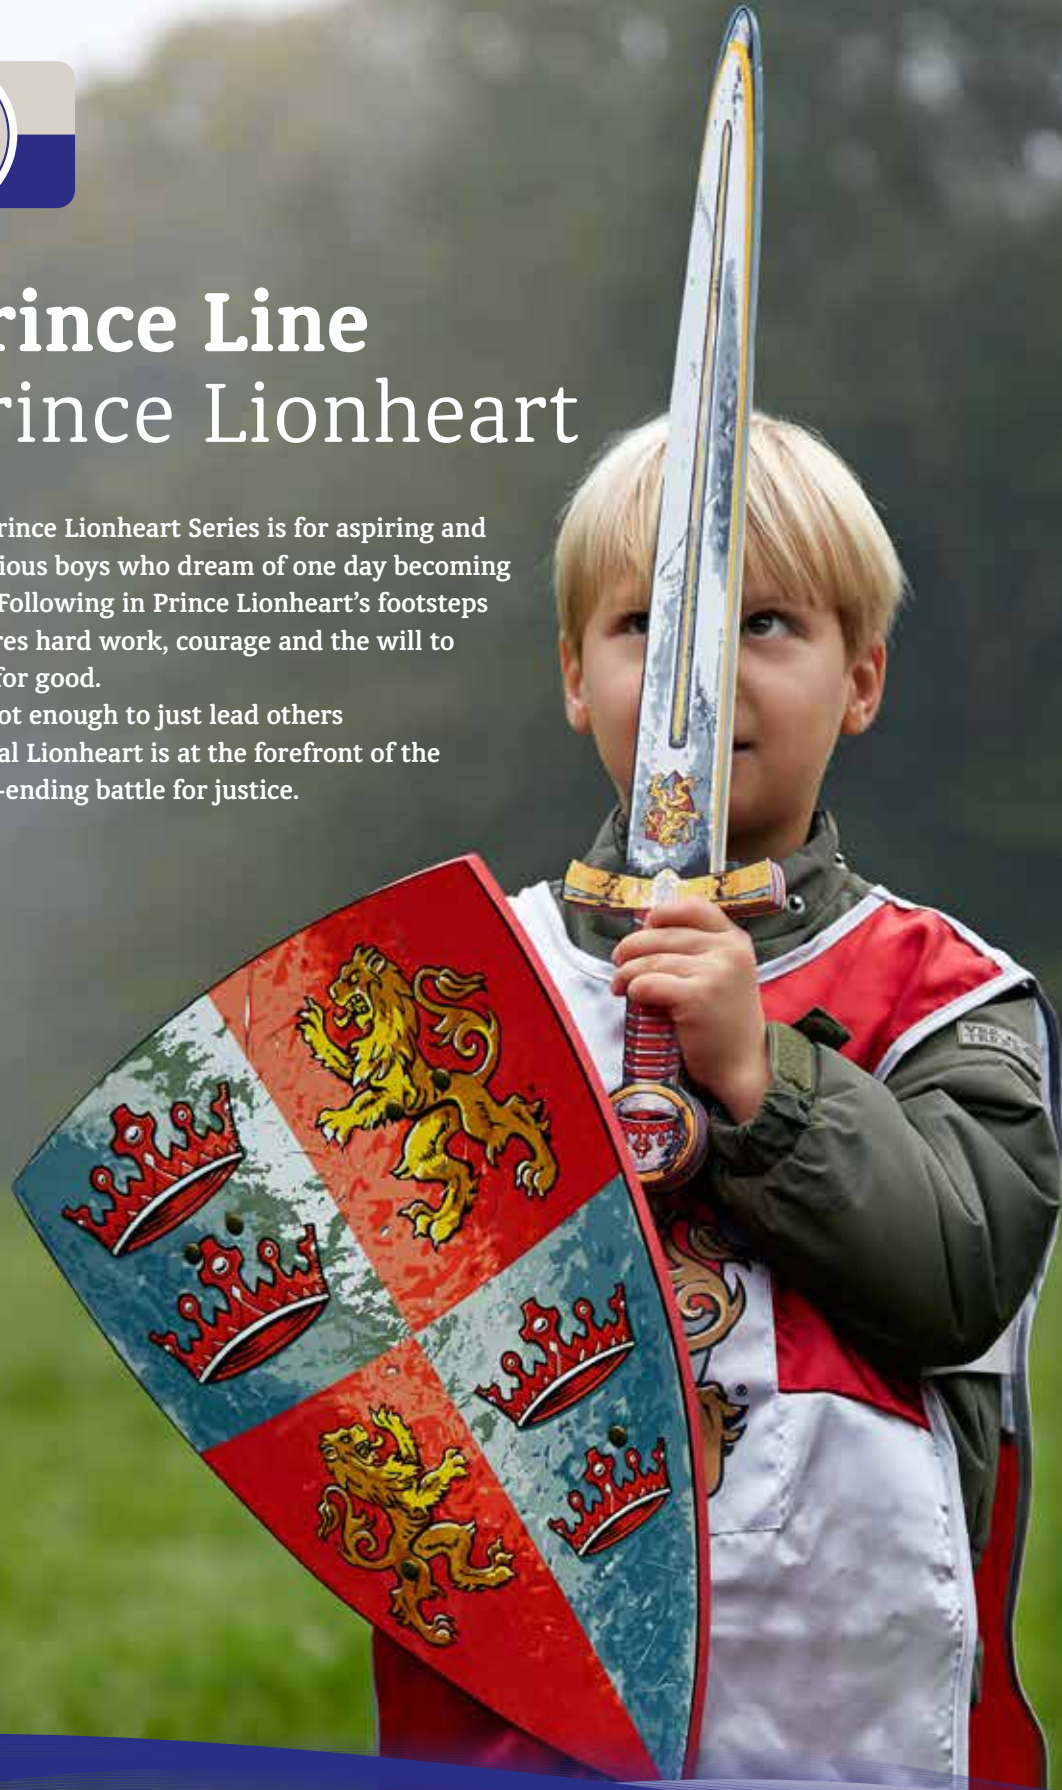 rince Line
rince Lionheart
rince Lionheart Series is for aspiring and
ious boys who dream of one day becoming
Following in Prince Lionheart's footsteps
res hard work, courage and the will to
for good.
ot enough to just lead others
al Lionheart is at the forefront of the
-ending battle for justice.
®